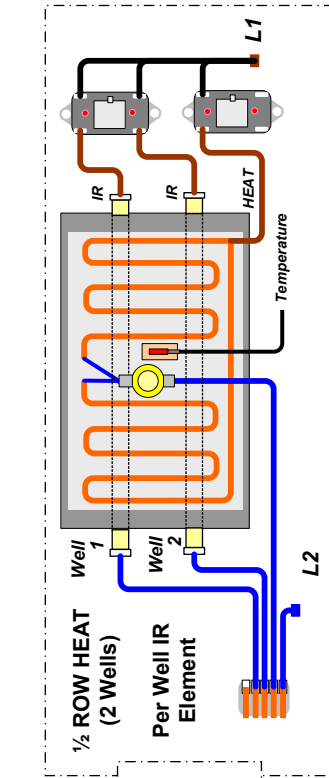 L1
IR
IR
HEAT
Temperature
Well
1
Well
2
L2
½ ROW HEAT
(2 Wells)
Per Well IR
Element